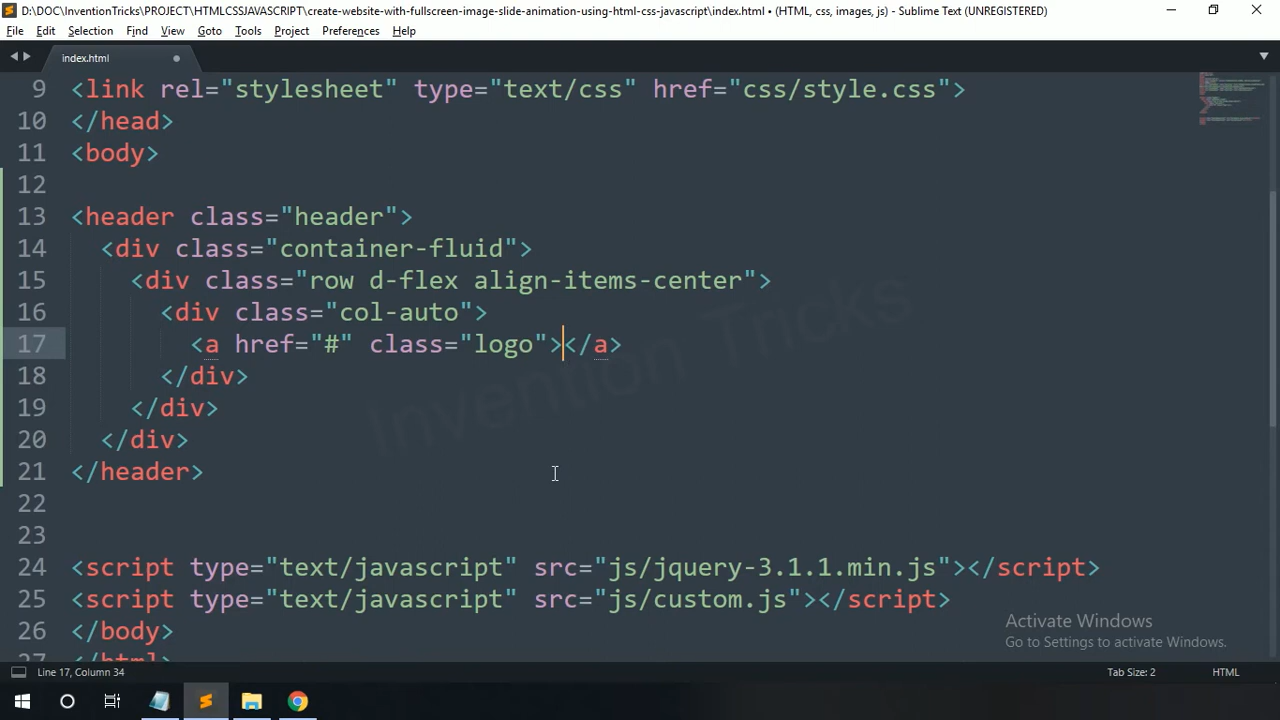 D:\DOC\InventionTricks\PROJECT\HTMLCSSJAVASCRIPT\create-website-with-fullscreen-image-slide-animation-using-html-css-javascript\index.html • (HTML, css, images, js) - Sublime Text (UNREGISTERED)
File Edit Selection Find View Goto Tools Project Preferences Help
index.html
9 <link rel="stylesheet" type="text/css" href="css/style.css">
10 </head>
11 <body>
12
13 <header class="header">
14 <div class="container-fluid">
15 <div class="row d-flex align-items-center">
16 <div class="col-auto">
17 <a href="#" class="logo"></a>
18 </div>
19 </div>
20 </div>
21 </header>
22
23
24 <script type="text/javascript" src="js/jquery-3.1.1.min.js"></script>
25 <script type="text/javascript" src="js/custom.js"></script>
26 </body>
27 </html>
Invention Tricks
Activate Windows
Go to Settings to activate Windows.
Line 17, Column 34 Tab Size: 2 HTML